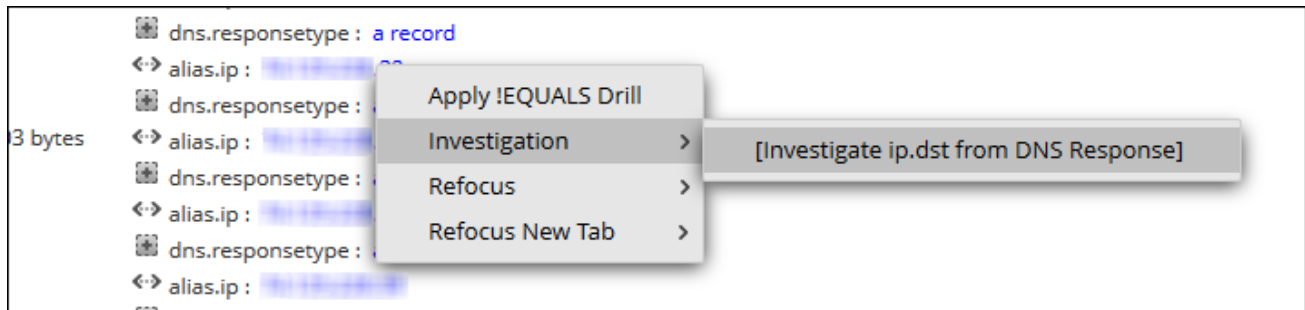 dns.responsetype : a record
alias.ip :
dns.responsetype :
Apply !EQUALS Drill
03 bytes
alias.ip :
Investigation
[Investigate ip.dst from DNS Response]
dns.responsetype :
Refocus
alias.ip :
Refocus New Tab
dns.responsetype :
alias.ip :